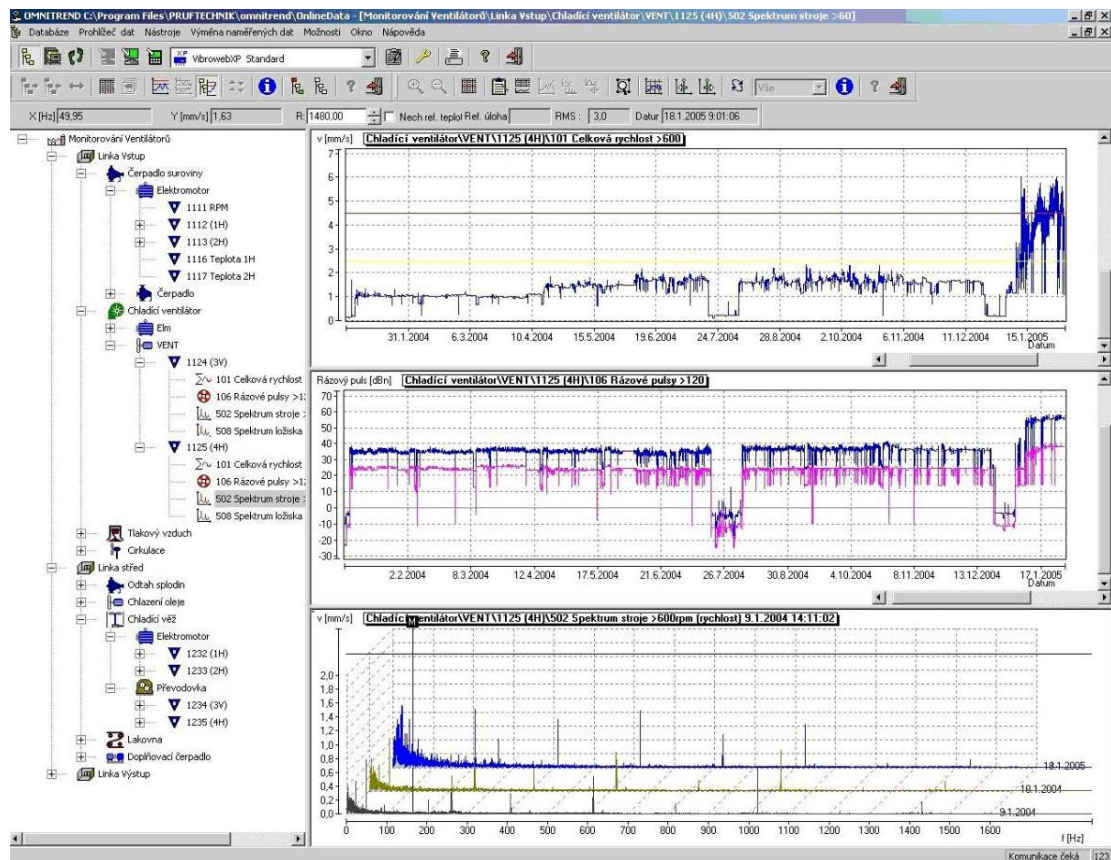 OMNITREND C:\Program Files\PRUFTECHNIK\omnitrend\OnlineData - [Monitorování Ventilátorů\Linka Vstup\Chladící ventilátor\VENT\1125 (4H)\502 Spektrum stroje >60]
Databáze Prohlížeč dat Nástroje Výměna naměřených dat Možnosti Okno Nápověda
XP VibrowebXP Standard
Vše
X [Hz] 49,95 Y [mm/s] 1,63 R: 1480,00 Nech ref. teplol Ref. úloha RMS : 3,0 Datur 18.1.2005 9:01:06
Monitorování Ventilátorů
Linka Vstup
Čerpadlo suroviny
Elektromotor
1111 RPM
1112 (1H)
1113 (2H)
1116 Teplota 1H
1117 Teplota 2H
Čerpadlo
Chladící ventilátor
Elm
VENT
1124 (3V)
101 Celková rychlost
106 Rázové pulsy >1
502 Spektrum stroje >
508 Spektrum ložiska
1125 (4H)
101 Celková rychlost
106 Rázové pulsy >1
502 Spektrum stroje >
508 Spektrum ložiska
Tlakový vzduch
Cirkulace
Linka střed
Odtah splodin
Chlazení oleje
Chladící věž
Elektromotor
1232 (1H)
1233 (2H)
Převodovka
1234 (3V)
1235 (4H)
Lakovna
Doplňovací čerpadlo
Linka Výstup
v [mm/s] Chladící ventilátor\VENT\1125 (4H)\101 Celková rychlost >600
7
6
5
4
3
2
1
0
31.1.2004 6.3.2004 10.4.2004 15.5.2004 19.6.2004 24.7.2004 28.8.2004 2.10.2004 6.11.2004 11.12.2004 15.1.2005
Datum
Rázový puls [dBn] Chladící ventilátor\VENT\1125 (4H)\106 Rázové pulsy >120
70
60
50
40
30
20
10
0
-10
-20
-30
2.2.2004 8.3.2004 12.4.2004 17.5.2004 21.6.2004 26.7.2004 30.8.2004 4.10.2004 8.11.2004 13.12.2004 17.1.2005
Datum
v [mm/s] Chladící ventilátor\VENT\1125 (4H)\502 Spektrum stroje >600rpm (rychlost) 9.1.2004 14:11:02
M
2,0
1,8
1,6
1,4
1,2
1,0
0,8
0,6
0,4
0,2
0,0
18.1.2005
10.1.2004
9.1.2004
0 100 200 300 400 500 600 700 800 900 1000 1100 1200 1300 1400 1500 1600
f [Hz]
Komunikace čeká 123